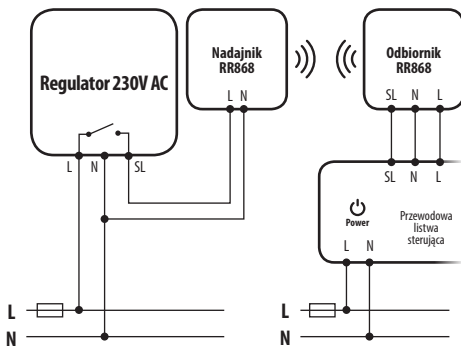 Regulator 230V AC
L N SL
Nadajnik
RR868
L N
Odbiornik
RR868
SL N L
SL N L
Power
Przewodowa
listwa
sterująca
L N
L
N
L
N